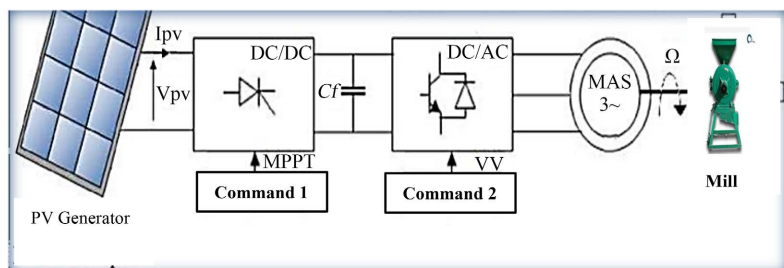 Ipv
Vpv
PV Generator
DC/DC
MPPT
Command 1
Cf
DC/AC
VV
Command 2
MAS
3~
Ω
Mill